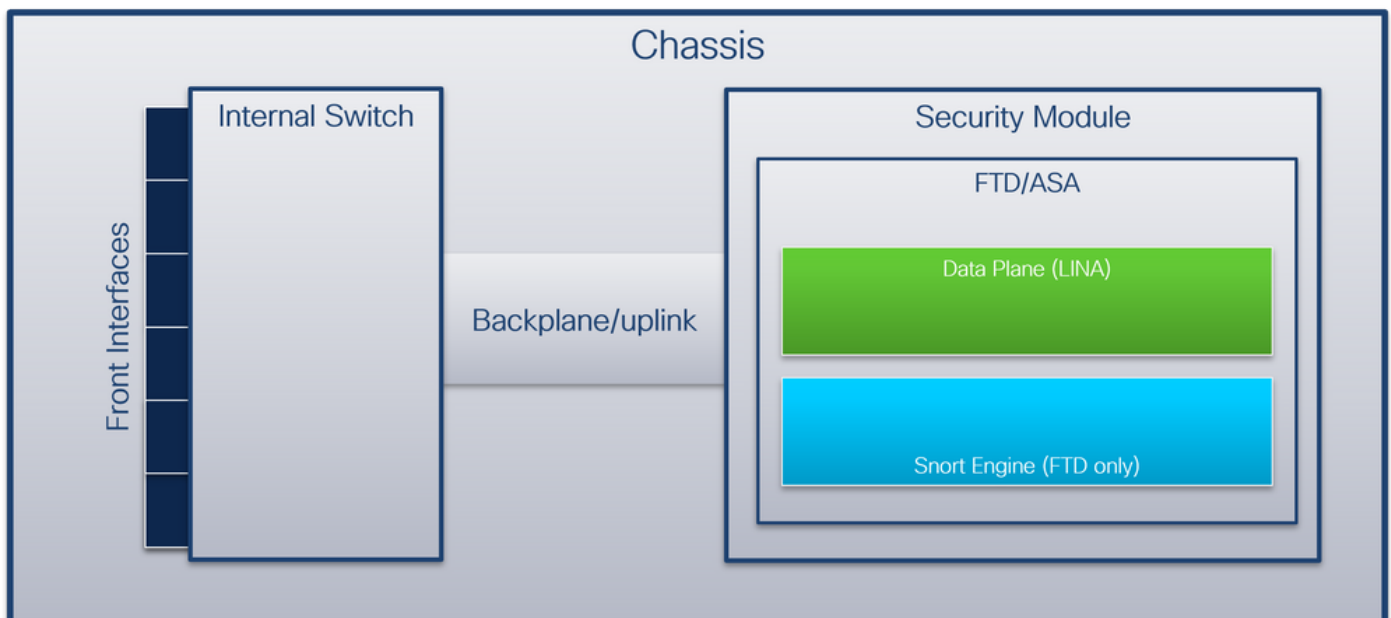 Chassis
Internal Switch
Security Module
FTD/ASA
Front Interfaces
Backplane/uplink
Data Plane (LINA)
Snort Engine (FTD only)